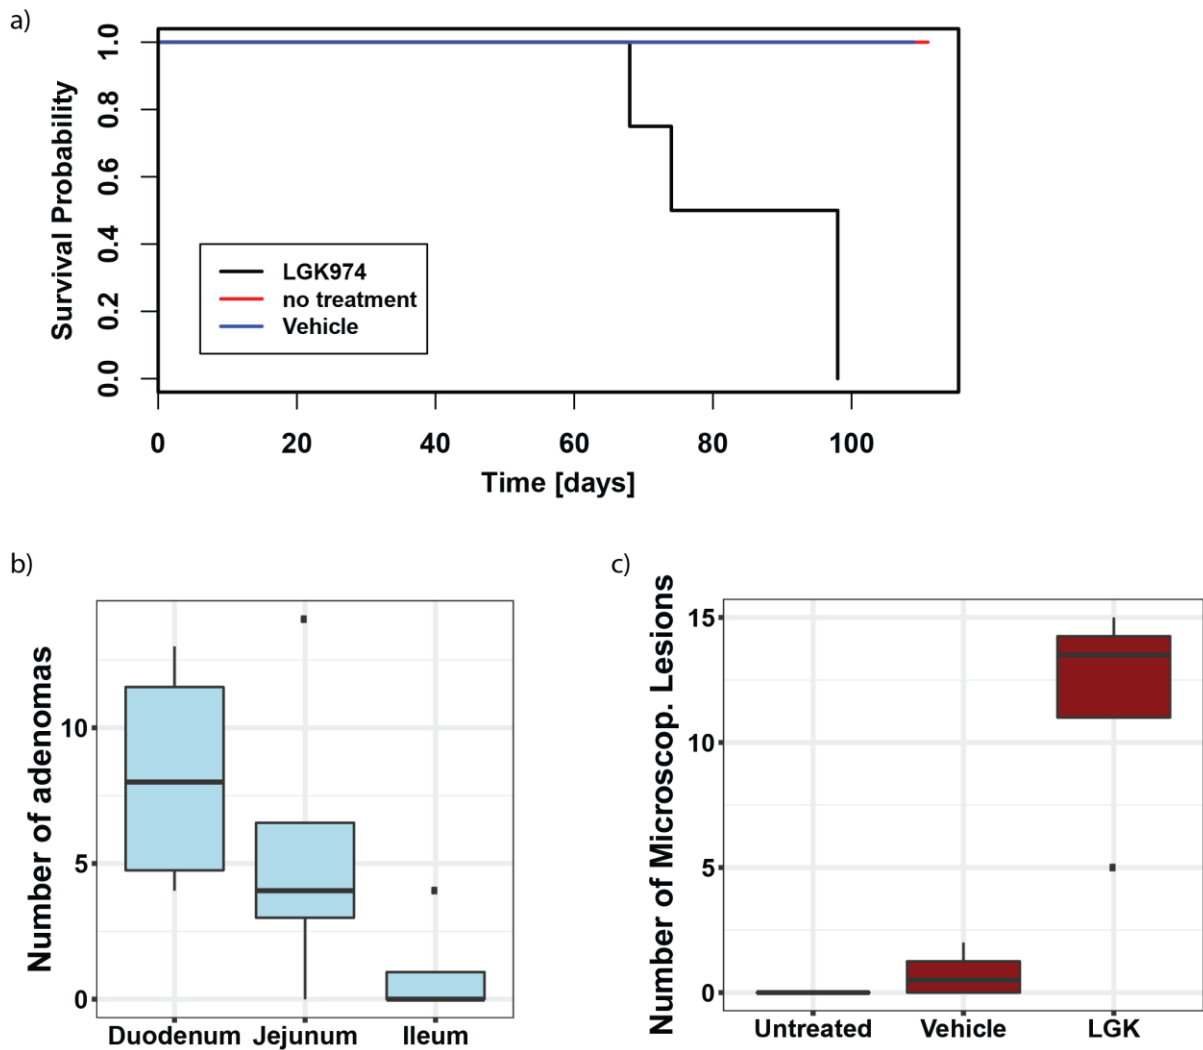 a)
Survival Probability
1.0
0.8
0.6
0.4
0.2
0.0
LGK974
no treatment
Vehicle
0 20 40 60 80 100
Time [days]
b)
Number of adenomas
10
5
0
Duodenum Jejunum Ileum
c)
Number of Microscop. Lesions
15
10
5
0
Untreated Vehicle LGK